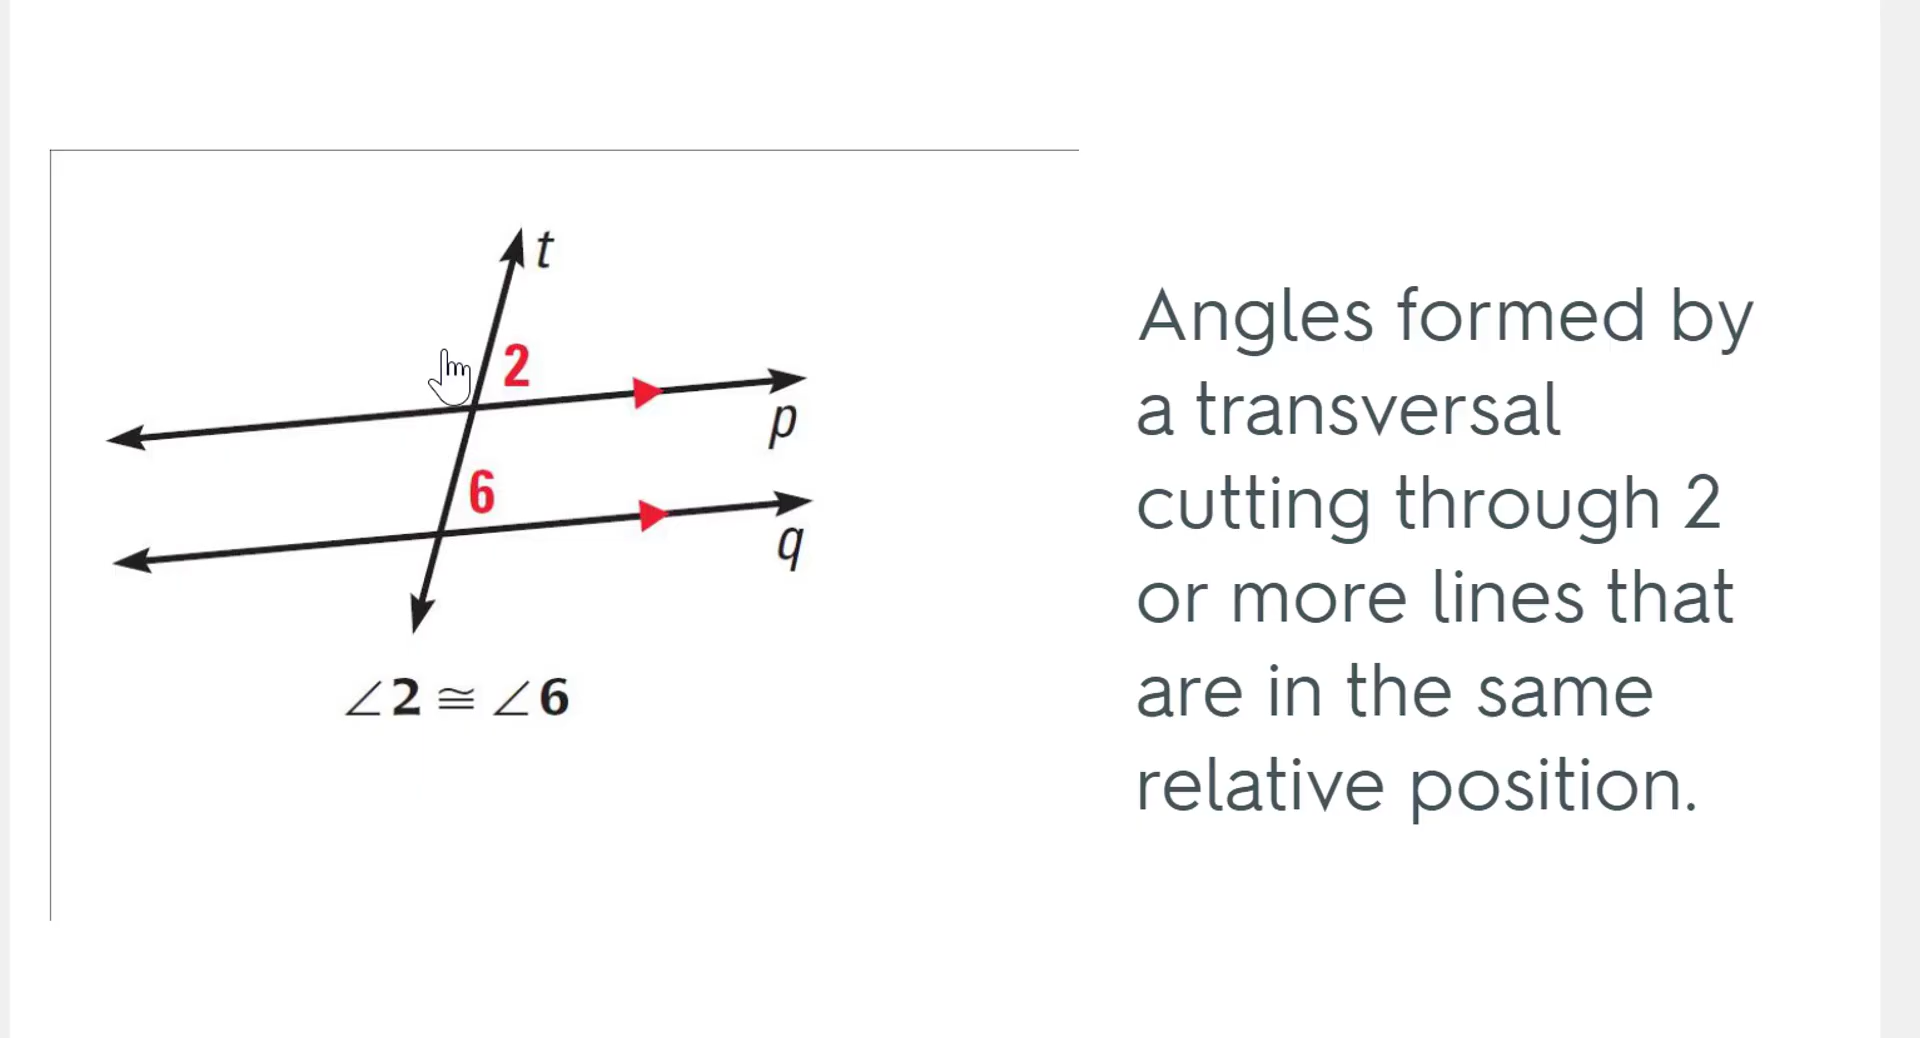 t
2
p
6
q
∠2 ≅ ∠6
Angles formed by
a transversal
cutting through 2
or more lines that
are in the same
relative position.